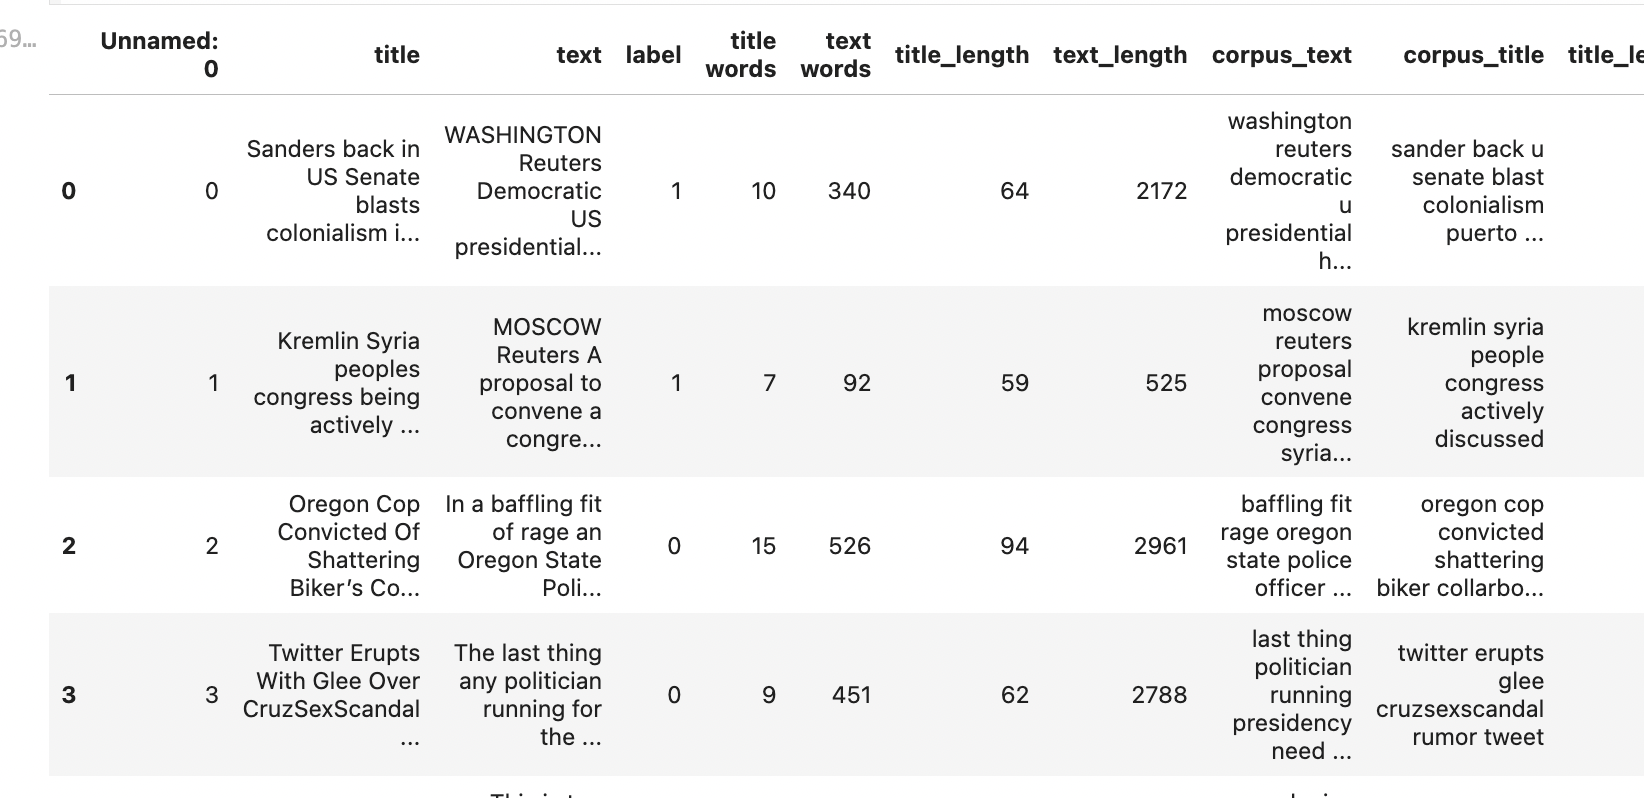 69…
Unnamed: 0 title text label title words text words title_length text_length corpus_text corpus_title title_le
0 0 Sanders back in US Senate blasts colonialism i... WASHINGTON Reuters Democratic US presidential... 1 10 340 64 2172 washington reuters democratic u presidential h... sander back u senate blast colonialism puerto ...
1 1 Kremlin Syria peoples congress being actively ... MOSCOW Reuters A proposal to convene a congre... 1 7 92 59 525 moscow reuters proposal convene congress syria... kremlin syria people congress actively discussed
2 2 Oregon Cop Convicted Of Shattering Biker’s Co... In a baffling fit of rage an Oregon State Poli... 0 15 526 94 2961 baffling fit rage oregon state police officer ... oregon cop convicted shattering biker collarbo...
3 3 Twitter Erupts With Glee Over CruzSexScandal ... The last thing any politician running for the ... 0 9 451 62 2788 last thing politician running presidency need ... twitter erupts glee cruzsexscandal rumor tweet